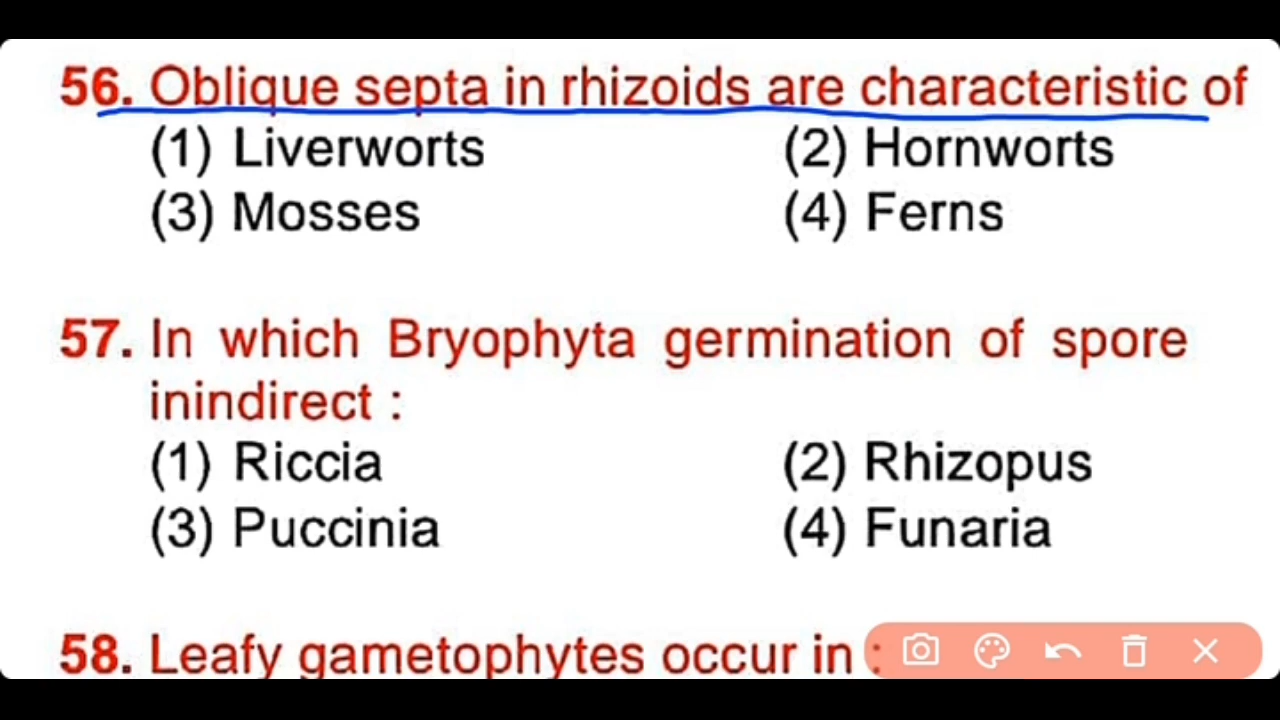 56. Oblique septa in rhizoids are characteristic of
(1) Liverworts (2) Hornworts
(3) Mosses (4) Ferns
57. In which Bryophyta germination of spore
inindirect :
(1) Riccia (2) Rhizopus
(3) Puccinia (4) Funaria
58. Leafy gametophytes occur in :